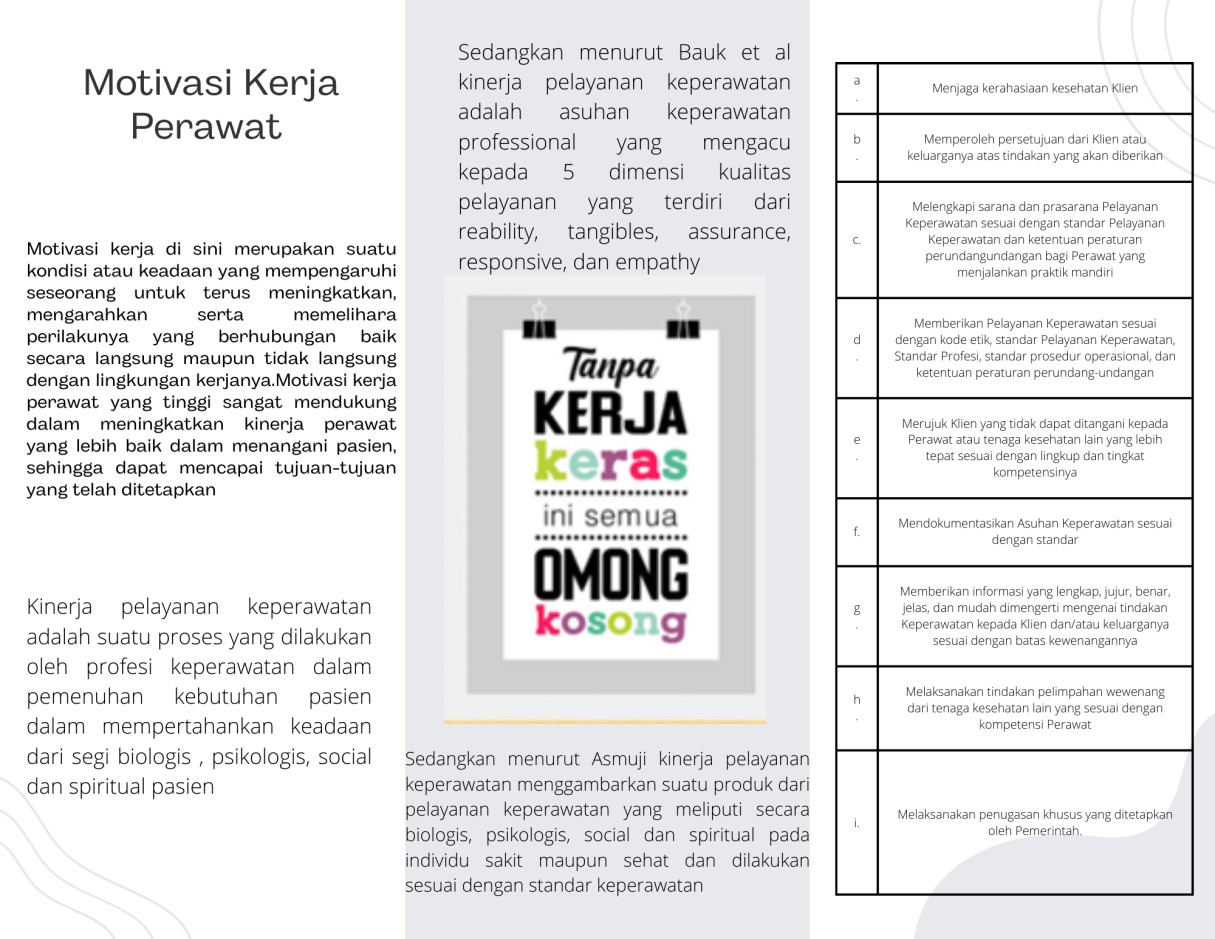 Motivasi Kerja
Perawat
Motivasi kerja di sini merupakan suatu
kondisi atau keadaan yang mempengaruhi
seseorang untuk terus meningkatkan,
mengarahkan serta memelihara
perilakunya yang berhubungan baik
secara langsung maupun tidak langsung
dengan lingkungan kerjanya.Motivasi kerja
perawat yang tinggi sangat mendukung
dalam meningkatkan kinerja perawat
yang lebih baik dalam menangani pasien,
sehingga dapat mencapai tujuan-tujuan
yang telah ditetapkan
Kinerja pelayanan keperawatan
adalah suatu proses yang dilakukan
oleh profesi keperawatan dalam
pemenuhan kebutuhan pasien
dalam mempertahankan keadaan
dari segi biologis , psikologis, social
dan spiritual pasien
Sedangkan menurut Bauk et al
kinerja pelayanan keperawatan
adalah asuhan keperawatan
professional yang mengacu
kepada 5 dimensi kualitas
pelayanan yang terdiri dari
reability, tangibles, assurance,
responsive, dan empathy
Tanpa
KERJA
keras
ini semua
OMONG
kosong
Sedangkan menurut Asmuji kinerja pelayanan
keperawatan menggambarkan suatu produk dari
pelayanan keperawatan yang meliputi secara
biologis, psikologis, social dan spiritual pada
individu sakit maupun sehat dan dilakukan
sesuai dengan standar keperawatan
a.
Menjaga kerahasiaan kesehatan Klien
b.
Memperoleh persetujuan dari Klien atau
keluarganya atas tindakan yang akan diberikan
c.
Melengkapi sarana dan prasarana Pelayanan
Keperawatan sesuai dengan standar Pelayanan
Keperawatan dan ketentuan peraturan
perundangundangan bagi Perawat yang
menjalankan praktik mandiri
d.
Memberikan Pelayanan Keperawatan sesuai
dengan kode etik, standar Pelayanan Keperawatan,
Standar Profesi, standar prosedur operasional, dan
ketentuan peraturan perundang-undangan
e.
Merujuk Klien yang tidak dapat ditangani kepada
Perawat atau tenaga kesehatan lain yang lebih
tepat sesuai dengan lingkup dan tingkat
kompetensinya
f.
Mendokumentasikan Asuhan Keperawatan sesuai
dengan standar
g.
Memberikan informasi yang lengkap, jujur, benar,
jelas, dan mudah dimengerti mengenai tindakan
Keperawatan kepada Klien dan/atau keluarganya
sesuai dengan batas kewenangannya
h.
Melaksanakan tindakan pelimpahan wewenang
dari tenaga kesehatan lain yang sesuai dengan
kompetensi Perawat
i.
Melaksanakan penugasan khusus yang ditetapkan
oleh Pemerintah.